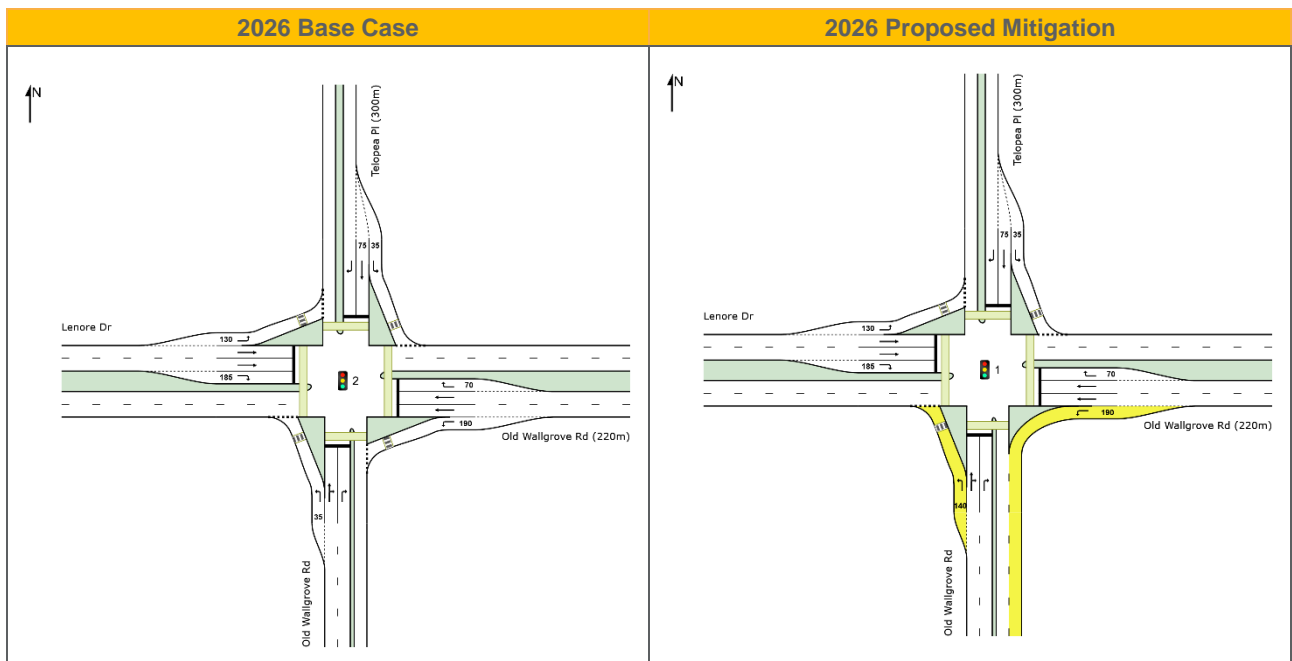 2026 Base Case
2026 Proposed Mitigation
N
Telopea Pl (300m)
75 35
Lenore Dr
130
185
2
70
190
Old Wallgrove Rd (220m)
35
Old Wallgrove Rd
N
Telopea Pl (300m)
75 35
Lenore Dr
130
185
1
70
190
Old Wallgrove Rd (220m)
140
Old Wallgrove Rd